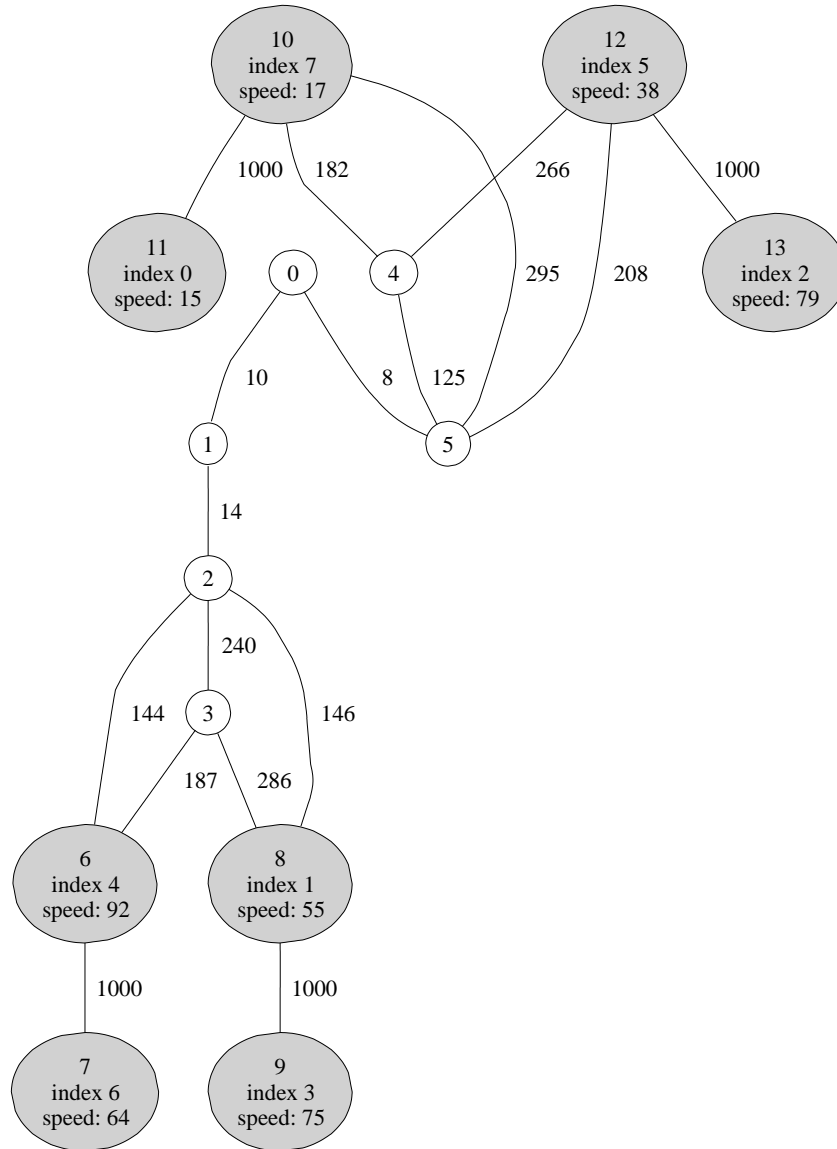 10
index 7
speed: 17
12
index 5
speed: 38
1000
182
266
1000
11
index 0
speed: 15
0
4
295
208
13
index 2
speed: 79
10
8
125
1
5
14
2
240
144
3
146
187
286
6
index 4
speed: 92
8
index 1
speed: 55
1000
1000
7
index 6
speed: 64
9
index 3
speed: 75